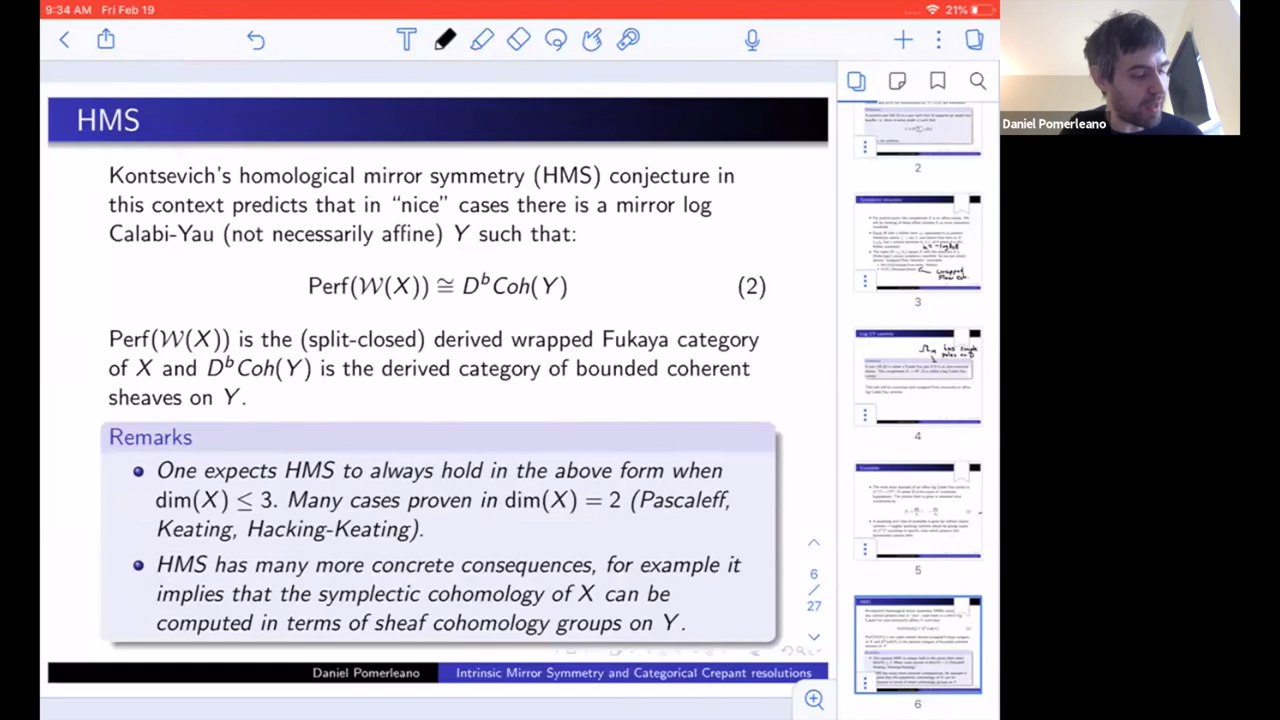 9:34 AM Fri Feb 19
21%
HMS
Kontsevich's homological mirror symmetry (HMS) conjecture in
this context predicts that in "nice" cases there is a mirror log
Calabi-Yau (not necessarily affine) Y such that:
Perf(𝒲(X)) ≅ DᵇCoh(Y) (2)
Perf(𝒲(X)) is the (split-closed) derived wrapped Fukaya category
of X and DᵇCoh(Y) is the derived category of bounded coherent
sheaves on Y.
Remarks
One expects HMS to always hold in the above form when
dim(X) ≤ 3. Many cases proven in dim(X) = 2 (Pascaleff,
Keating, Hacking-Keating).
HMS has many more concrete consequences, for example it
implies that the symplectic cohomology of X can be
in terms of sheaf cohomology groups on Y.
Daniel Pomerleano Mirror Symmetry Crepant resolutions
6
/
27
2
3
4
5
HMS
6
Daniel Pomerleano